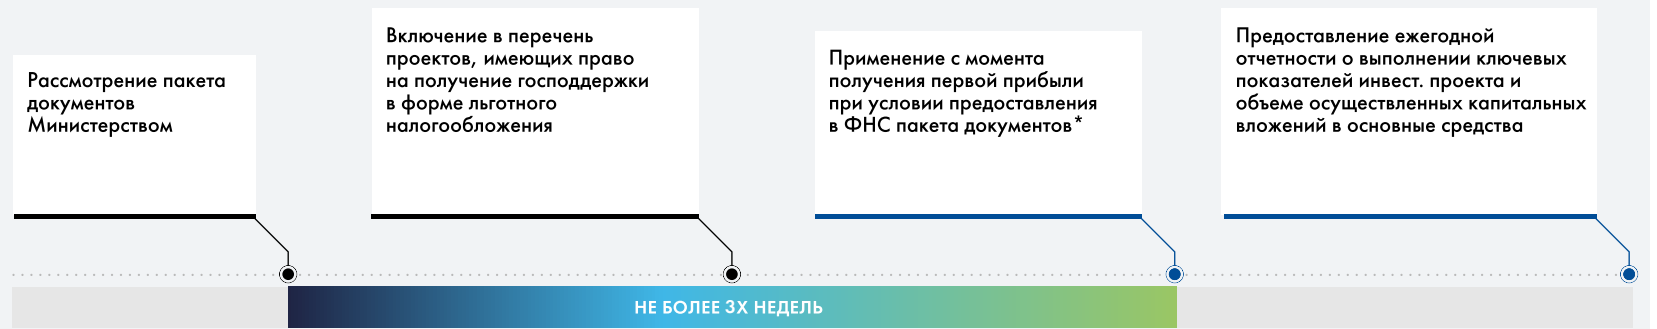 Рассмотрение пакета
документов
Министерством
Включение в перечень
проектов, имеющих право
на получение господдержки
в форме льготного
налогообложения
Применение с момента
получения первой прибыли
при условии предоставления
в ФНС пакета документов*
Предоставление ежегодной
отчетности о выполнении ключевых
показателей инвест. проекта и
объеме осуществленных капитальных
вложений в основные средства
НЕ БОЛЕЕ 3Х НЕДЕЛЬ